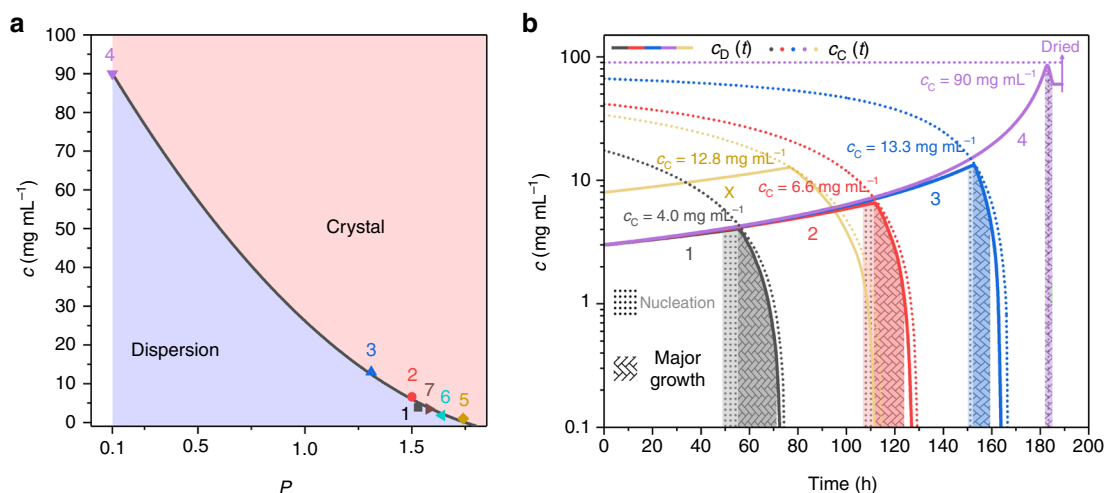 a
100
90
80
70
60
50
40
30
20
10
0
c (mg mL⁻¹)
4
Crystal
Dispersion
3
2
7
1
6
5
0.1
0.5
1.0
1.5
P
b
100
10
1
0.1
c (mg mL⁻¹)
c_D (t)
c_C (t)
Dried
c_C = 90 mg mL⁻¹
c_C = 13.3 mg mL⁻¹
c_C = 12.8 mg mL⁻¹
c_C = 6.6 mg mL⁻¹
c_C = 4.0 mg mL⁻¹
4
x
3
2
1
Nucleation
Major
growth
0
20
40
60
80
100
120
140
160
180
200
Time (h)